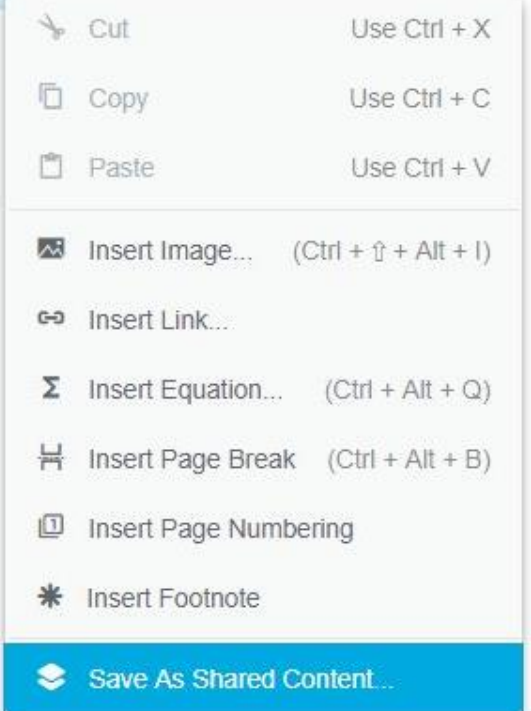 Cut Use Ctrl + X
Copy Use Ctrl + C
Paste Use Ctrl + V
Insert Image... (Ctrl + ⇧ + Alt + I)
Insert Link...
Insert Equation... (Ctrl + Alt + Q)
Insert Page Break (Ctrl + Alt + B)
Insert Page Numbering
Insert Footnote
Save As Shared Content...